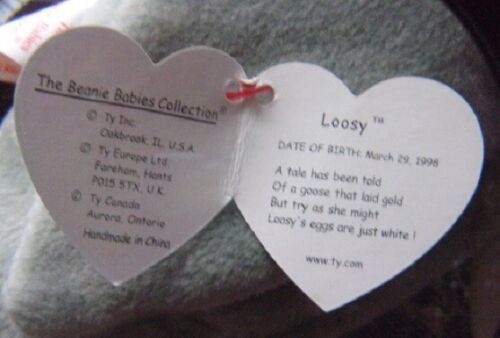 The Beanie Babies Collection®
© Ty Inc.
Oakbrook, IL, U.S.A.
© Ty Europe Ltd.
Fareham, Hants
PO15 5TX, U.K.
© Ty Canada
Aurora, Ontario
Handmade in China
Loosy ™
DATE OF BIRTH: March 29, 1998
A tale has been told
Of a goose that laid gold
But try as she might
Loosy's eggs are just white !
www.ty.com